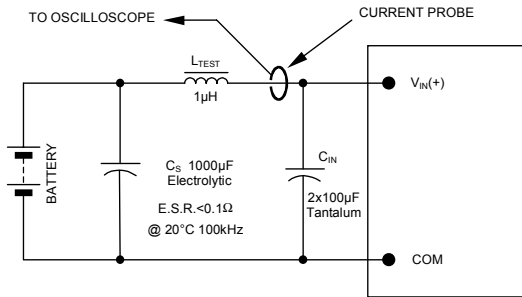 TO OSCILLOSCOPE
CURRENT PROBE
LTEST
1µH
VIN(+)
BATTERY
CS 1000µF
Electrolytic
E.S.R.<0.1Ω
@ 20°C 100kHz
CIN
2x100µF
Tantalum
COM